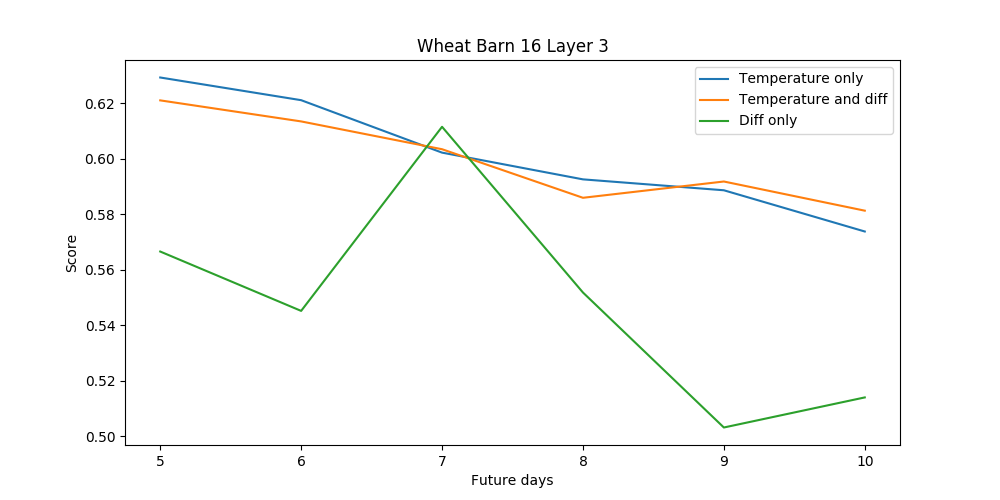 Wheat Barn 16 Layer 3
Temperature only
Temperature and diff
Diff only
Score
0.62
0.60
0.58
0.56
0.54
0.52
0.50
5 6 7 8 9 10
Future days